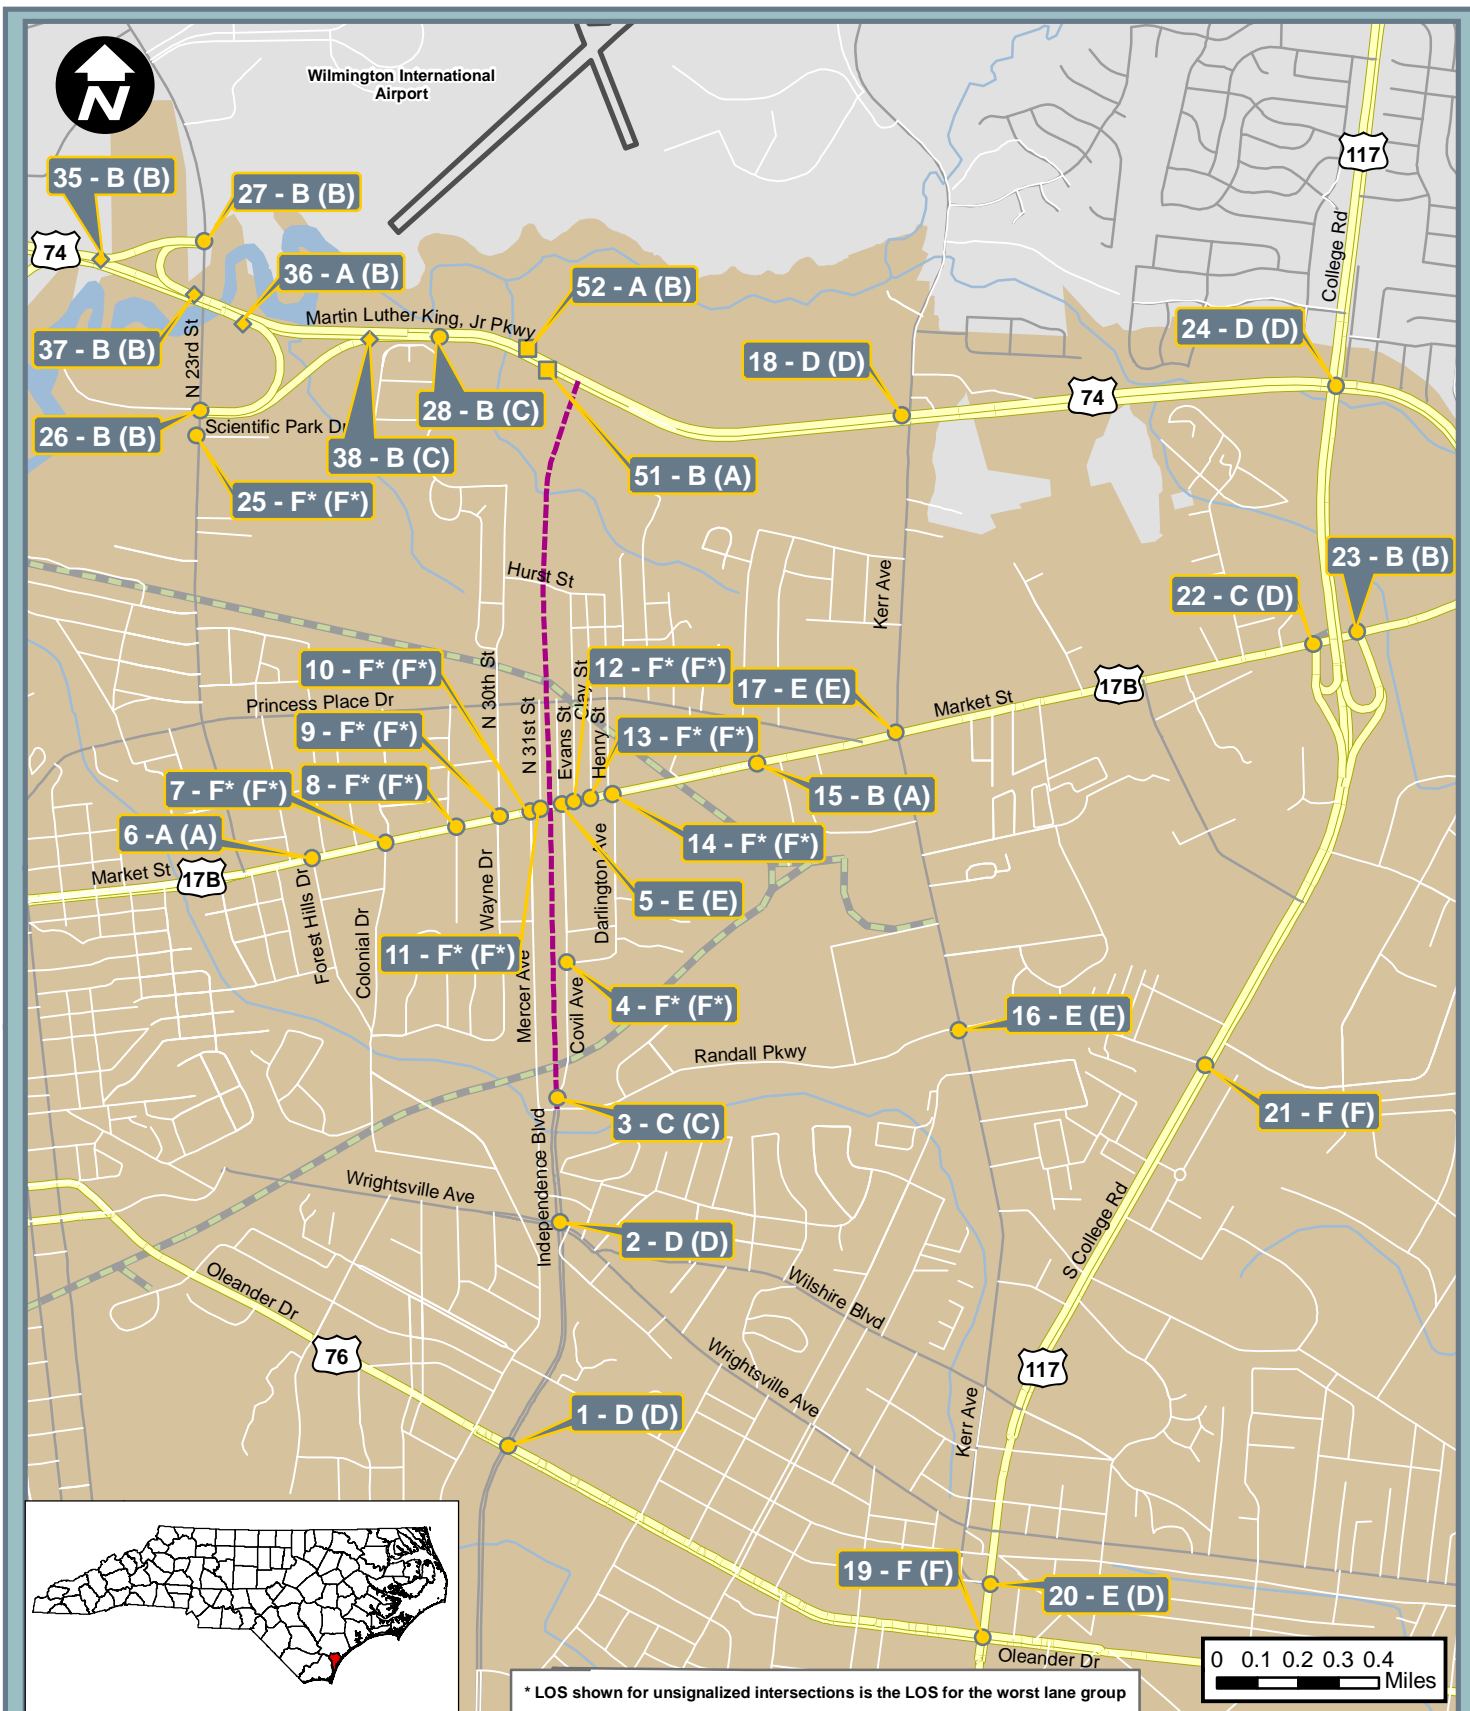 Wilmington International
Airport
N
117
35 - B (B)
27 - B (B)
74
36 - A (B)
52 - A (B)
College Rd
Martin Luther King, Jr Pkwy
37 - B (B)
N 23rd St
18 - D (D)
24 - D (D)
74
28 - B (C)
26 - B (B)
Scientific Park Dr
38 - B (C)
51 - B (A)
25 - F* (F*)
Hurst St
Kerr Ave
23 - B (B)
22 - C (D)
10 - F* (F*)
N 30th St
12 - F* (F*)
Clay St
17 - E (E)
17B
Princess Place Dr
Market St
9 - F* (F*)
N 31st St
Evans St
Henry St
13 - F* (F*)
7 - F* (F*)
8 - F* (F*)
15 - B (A)
6 -A (A)
14 - F* (F*)
Market St
17B
Forest Hills Dr
Colonial Dr
Wayne Dr
Darlington Ave
5 - E (E)
11 - F* (F*)
Mercer Ave
Covil Ave
4 - F* (F*)
16 - E (E)
Randall Pkwy
3 - C (C)
21 - F (F)
Independence Blvd
Wrightsville Ave
2 - D (D)
S College Rd
Oleander Dr
Wilshire Blvd
76
Wrightsville Ave
117
1 - D (D)
Kerr Ave
19 - F (F)
20 - E (D)
Oleander Dr
0 0.1 0.2 0.3 0.4
Miles
* LOS shown for unsignalized intersections is the LOS for the worst lane group